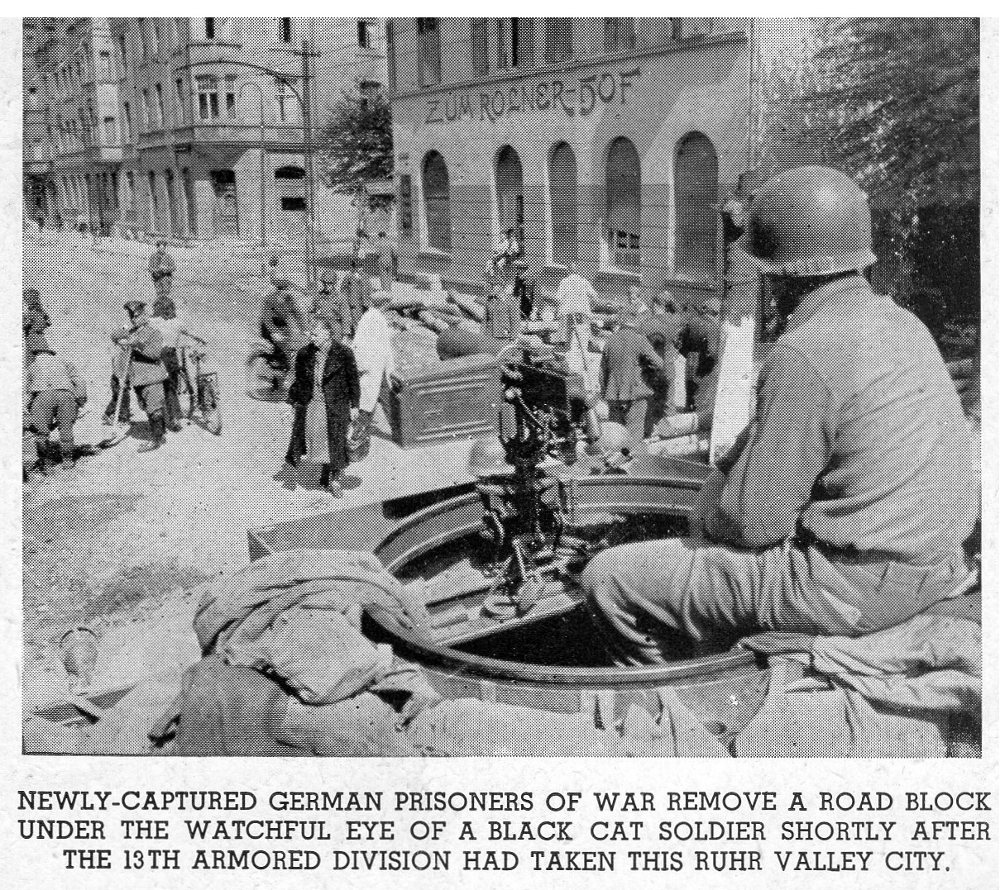 ZUM ROLNER-HOF
NEWLY-CAPTURED GERMAN PRISONERS OF WAR REMOVE A ROAD BLOCK
UNDER THE WATCHFUL EYE OF A BLACK CAT SOLDIER SHORTLY AFTER
THE 13TH ARMORED DIVISION HAD TAKEN THIS RUHR VALLEY CITY.